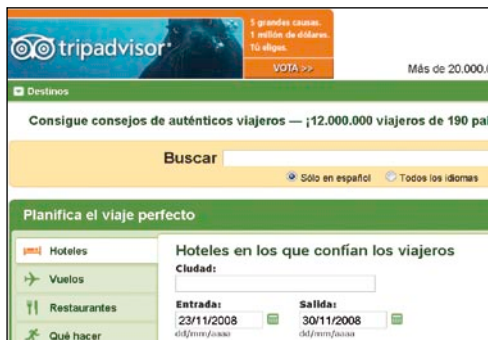 tripadvisor
5 grandes causas.
1 millón de dólares.
Tú eliges.
VOTA >>
Más de 20.000.0
Destinos
Consigue consejos de auténticos viajeros — ¡12.000.000 viajeros de 190 paí
Buscar
Sólo en español Todos los idiomas
Planifica el viaje perfecto
Hoteles
Vuelos
Restaurantes
Qué hacer
Hoteles en los que confían los viajeros
Ciudad:
Entrada: Salida:
23/11/2008 30/11/2008
dd/mm/aaaa dd/mm/aaaa